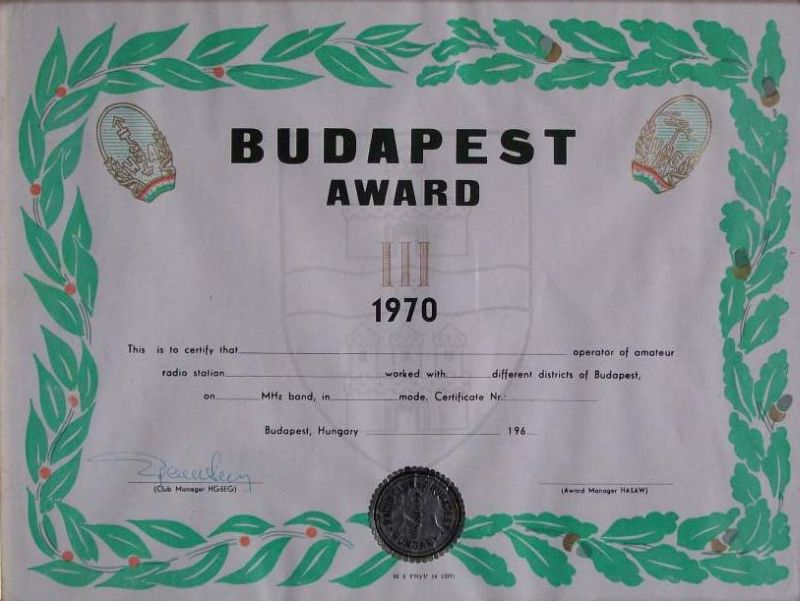 BUDAPEST
AWARD
III
1970
This is to certify that operator of amateur
radio station worked with different districts of Budapest,
on MHz band, in mode. Certificate Nr.:
Budapest, Hungary 196
(Club Manager HG5EG) (Award Manager HA5AW)